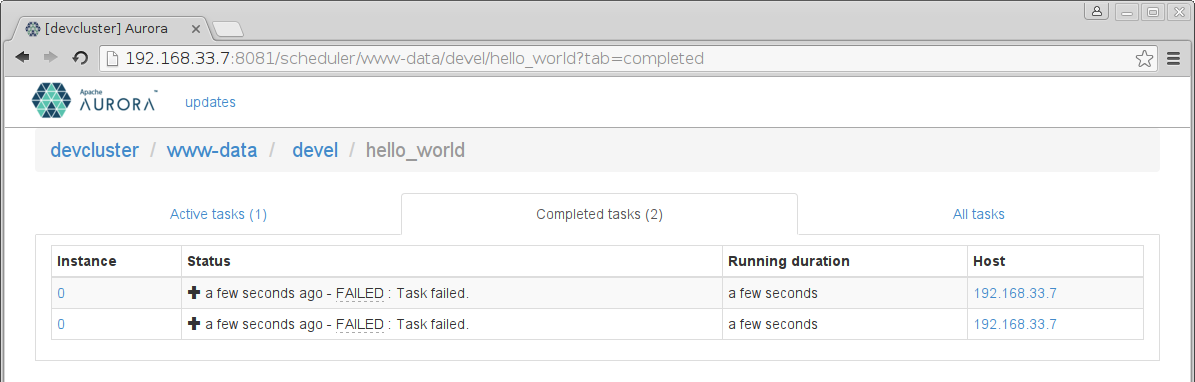 [devcluster] Aurora
192.168.33.7:8081/scheduler/www-data/devel/hello_world?tab=completed
Apache AURORA™ updates
devcluster / www-data / devel / hello_world
Active tasks (1) Completed tasks (2) All tasks
Instance Status Running duration Host
0 a few seconds ago - FAILED : Task failed. a few seconds 192.168.33.7
0 a few seconds ago - FAILED : Task failed. a few seconds 192.168.33.7